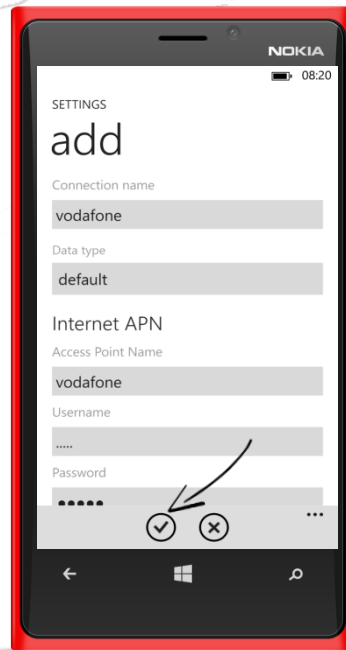 NOKIA
08:20
SETTINGS
add
Connection name
vodafone
Data type
default
Internet APN
Access Point Name
vodafone
Username
.....
Password
●●●●●
...